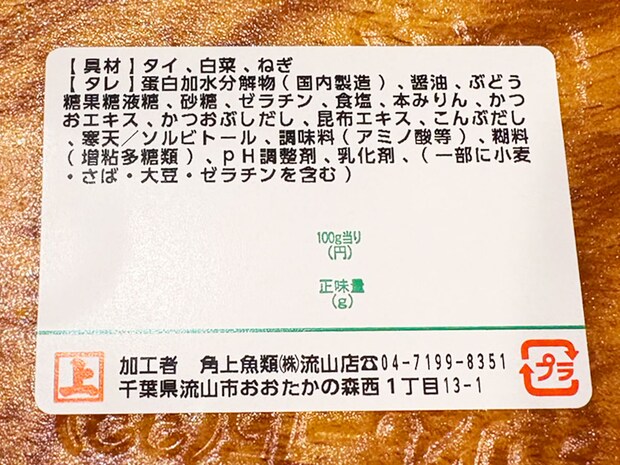 【具材】タイ、白菜、ねぎ
【タレ】蛋白加水分解物(国内製造)、醤油、ぶどう
糖果糖液糖、砂糖、ゼラチン、食塩、本みりん、かつ
おエキス、かつおぶしだし、昆布エキス、こんぶだし
、寒天／ソルビトール、調味料(アミノ酸等)、糊料
(増粘多糖類)、pH調整剤、乳化剤、(一部に小麦
・さば・大豆・ゼラチンを含む)
100g当り
(円)
正味量
(g)
上
加工者 角上魚類㈱流山店☎04-7199-8351
千葉県流山市おおたかの森西1丁目13-1
プラ